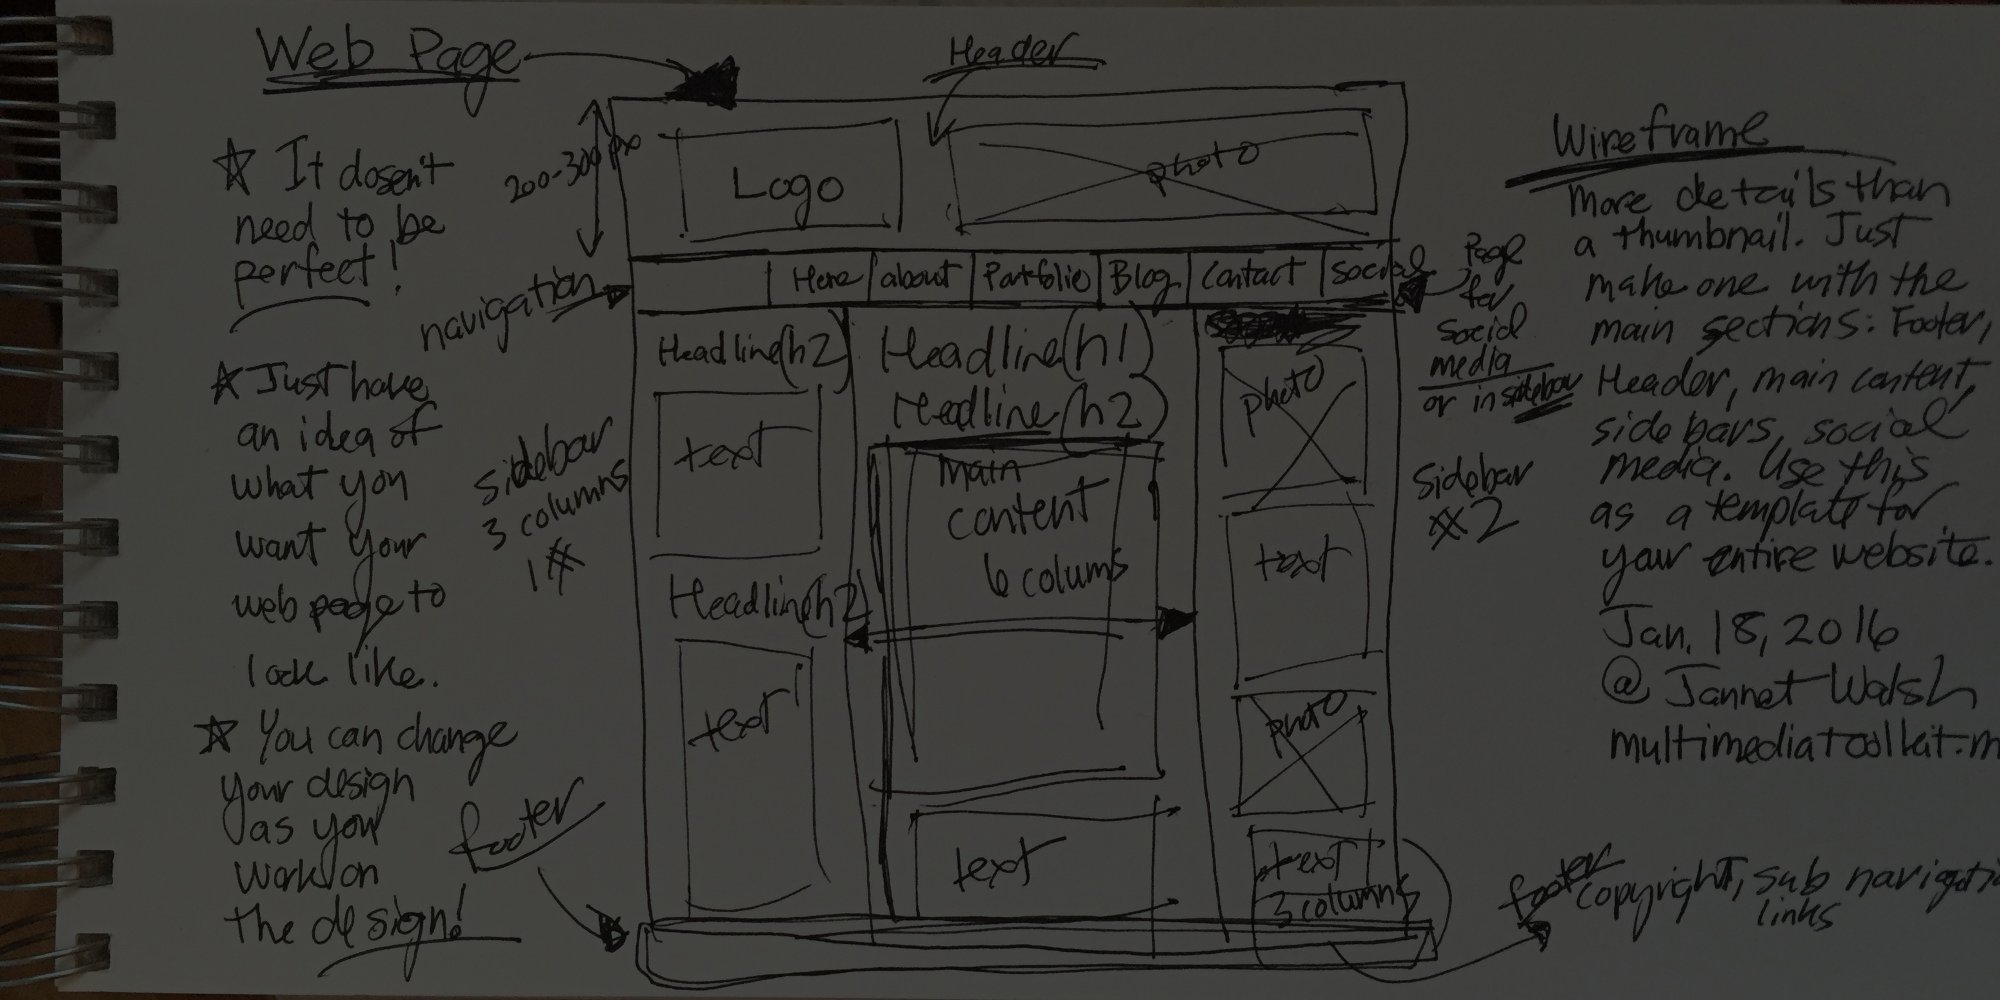 Web Page
Header
☆ It dosen't
need to be
perfect!
☆ Just have
an idea of
what you
want your
web page to
look like.
☆ You can change
your design
as you
work on
the design!
200-300 px
navigation
sidebar
3 columns
1#
footer
Logo
photo
Home
about
Portfolio
Blog
Contact
Social
Headline(h2)
text
Headline(h2)
text
Headline(h1)
Headline(h2)
main
content
6 colums
text
photo
text
photo
text
3 columns
Page
for
social
media
or in sidebar
sidebar
#2
Wireframe
more details than
a thumbnail. Just
make one with the
main sections: Footer,
Header, main content,
sidebars, social
media. Use this
as a template for
your entire website.
Jan. 18, 2016
@ Jannet Walsh
multimediatoolkit.m
footer
copyright, sub navigati
links